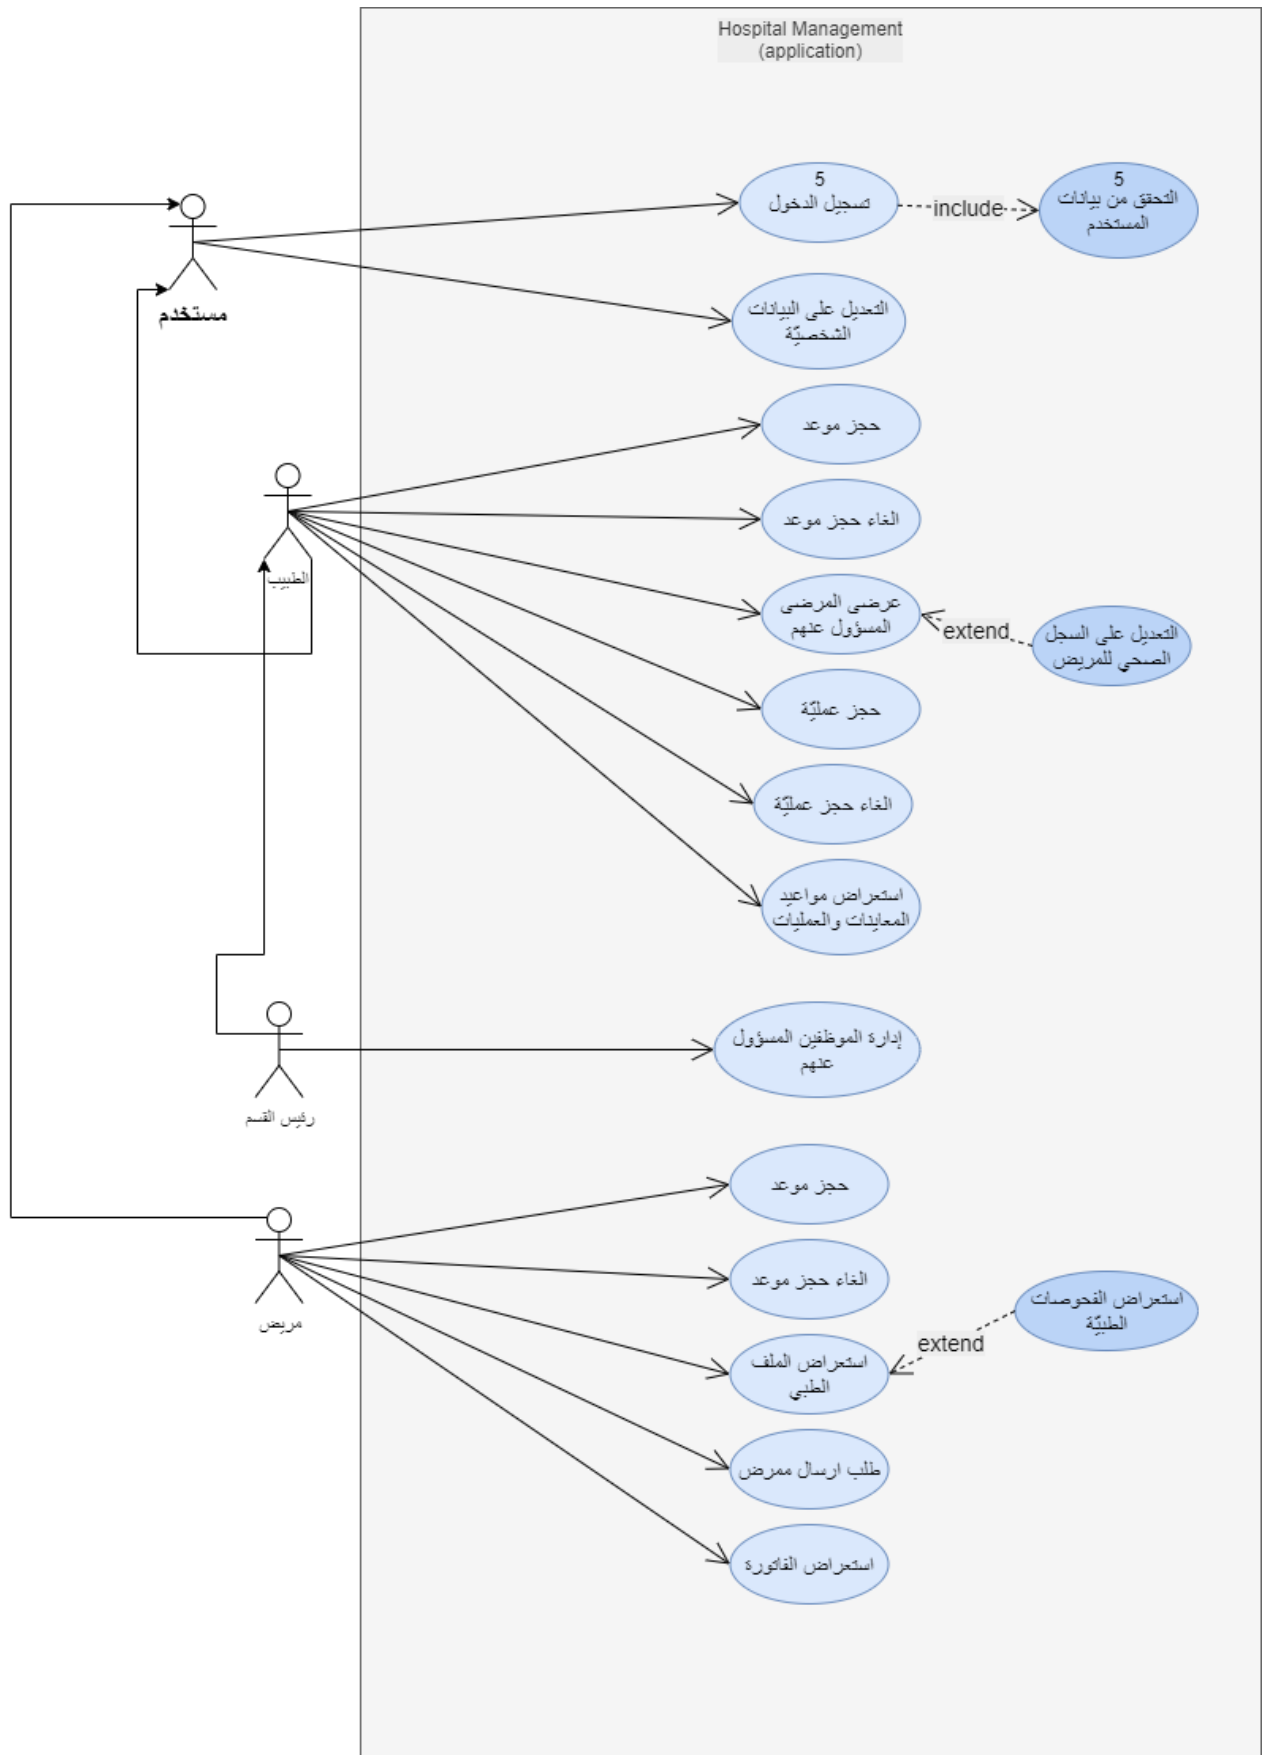 Hospital Management
(application)
5
تسجيل الدخول
include
5
التحقق من بيانات
المستخدم
مستخدم
التعديل على البيانات
الشخصيّة
حجز موعد
الغاء حجز موعد
الطبيب
عرضى المرضى
المسؤول عنهم
extend
التعديل على السجل
الصحي للمريض
حجز عمليّة
الغاء حجز عمليّة
استعراض مواعيد
المعاينات والعمليات
إدارة الموظفين المسؤول
عنهم
رئيس القسم
حجز موعد
الغاء حجز موعد
مريض
استعراض الفحوصات
الطبيّة
extend
استعراض الملف
الطبي
طلب ارسال ممرض
استعراض الفاتورة